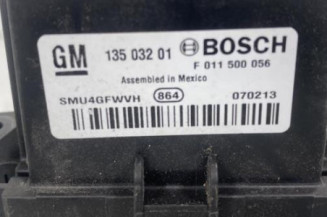 GM 135 032 01 BOSCH
F 011 500 056
Assembled in Mexico
SMU4GFWVH 864 070213